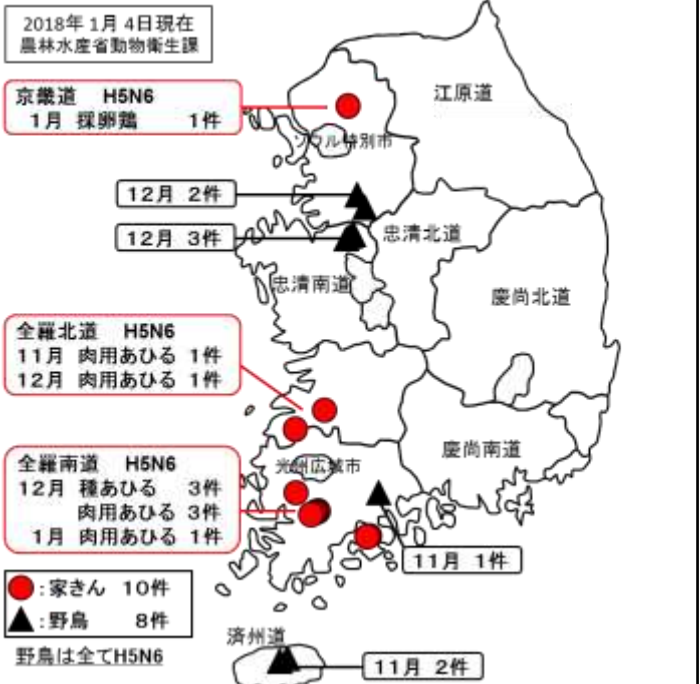 2018年 1月 4日現在
農林水産省動物衛生課
京畿道 H5N6
1月 採卵鶏 1件
江原道
ソウル特別市
12月 2件
12月 3件
忠清北道
忠清南道
慶尚北道
全羅北道 H5N6
11月 肉用あひる 1件
12月 肉用あひる 1件
慶尚南道
光州広域市
全羅南道 H5N6
12月 種あひる 3件
肉用あひる 3件
1月 肉用あひる 1件
11月 1件
:家きん 10件
:野鳥 8件
野鳥は全てH5N6
済州道
11月 2件